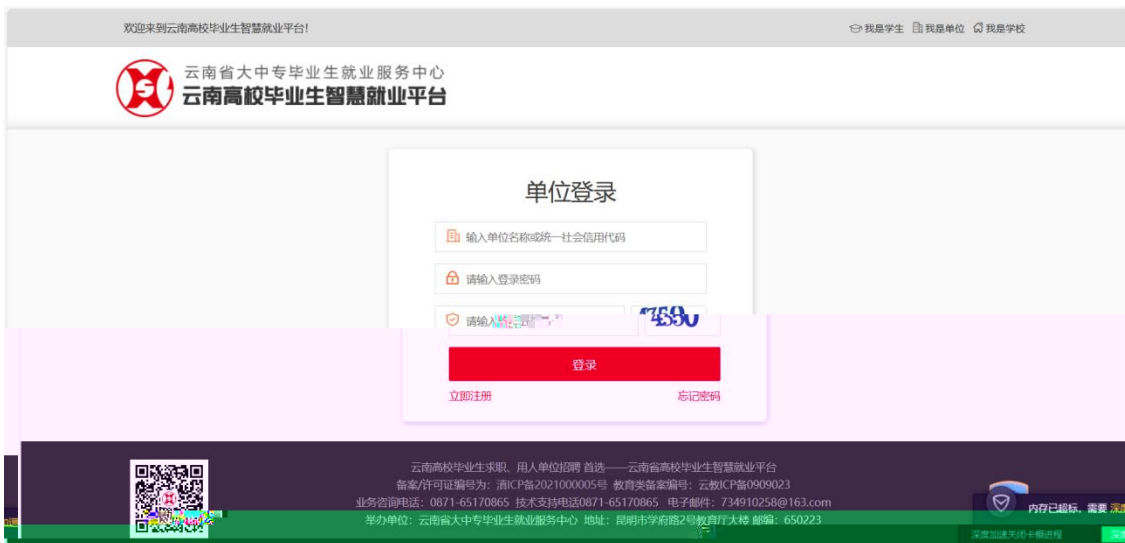 欢迎来到云南高校毕业生智慧就业平台!
我是学生 我是单位 我是学校
云南省大中专毕业生就业服务中心
云南高校毕业生智慧就业平台
单位登录
输入单位名称或统一社会信用代码
请输入登录密码
请输入
登录
立即注册 忘记密码
云南高校毕业生求职、用人单位招聘 首选——云南省高校毕业生智慧就业平台
备案/许可证编号为：滇ICP备2021000005号 教育类备案编号：云教ICP备0909023
业务咨询电话：0871-65170865 技术支持电话0871-65170865 电子邮件：734910258@163.com
举办单位：云南省大中专毕业生就业服务中心 地址：昆明市学府路2号教育厅大楼 邮编：650223
内存已超标，需要 深度
深度加速关闭卡慢进程